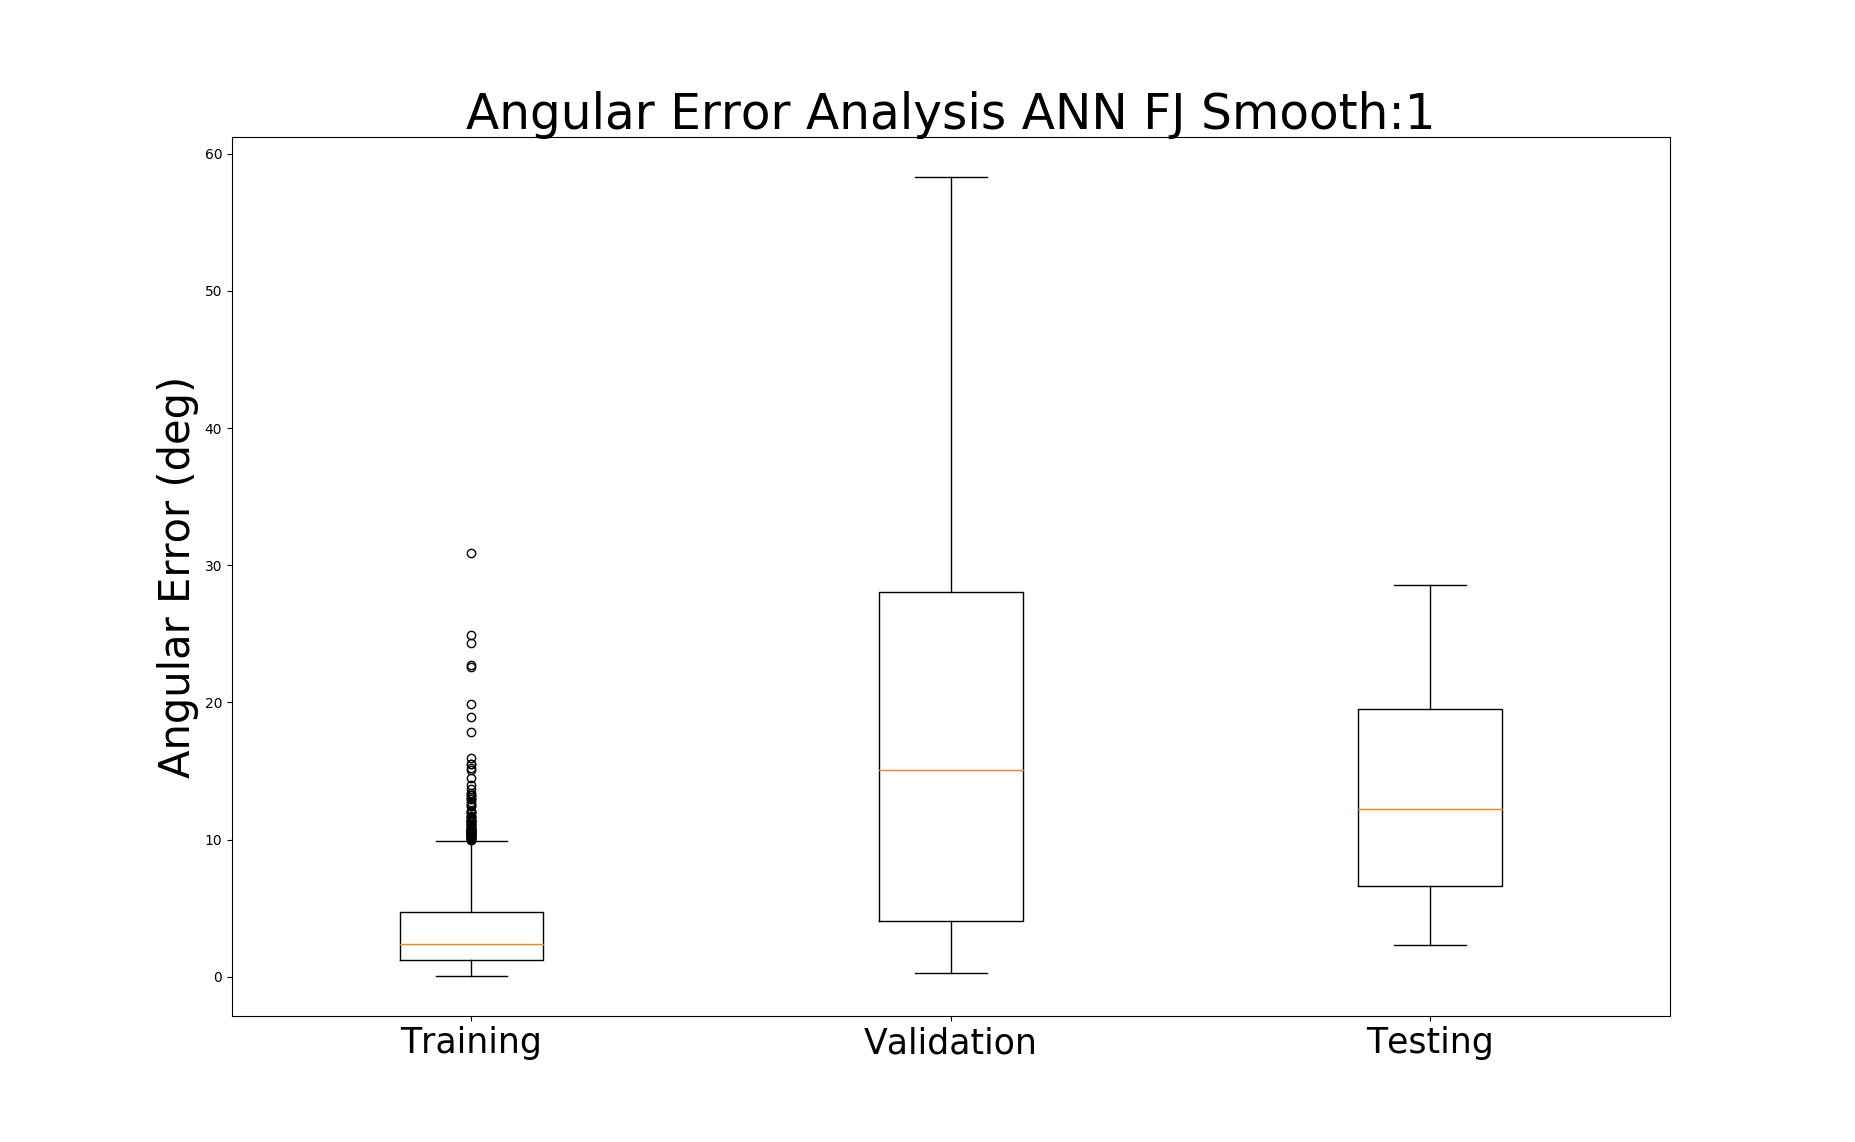 Angular Error Analysis ANN FJ Smooth:1
Angular Error (deg)
60
50
40
30
20
10
0
Training
Validation
Testing